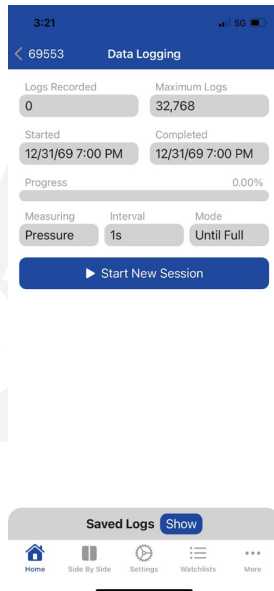 3:21 5G
69553 Data Logging
Logs Recorded Maximum Logs
0 32,768
Started Completed
12/31/69 7:00 PM 12/31/69 7:00 PM
Progress 0.00%
Measuring Interval Mode
Pressure 1s Until Full
Start New Session
Saved Logs Show
Home Side By Side Settings Watchlists More